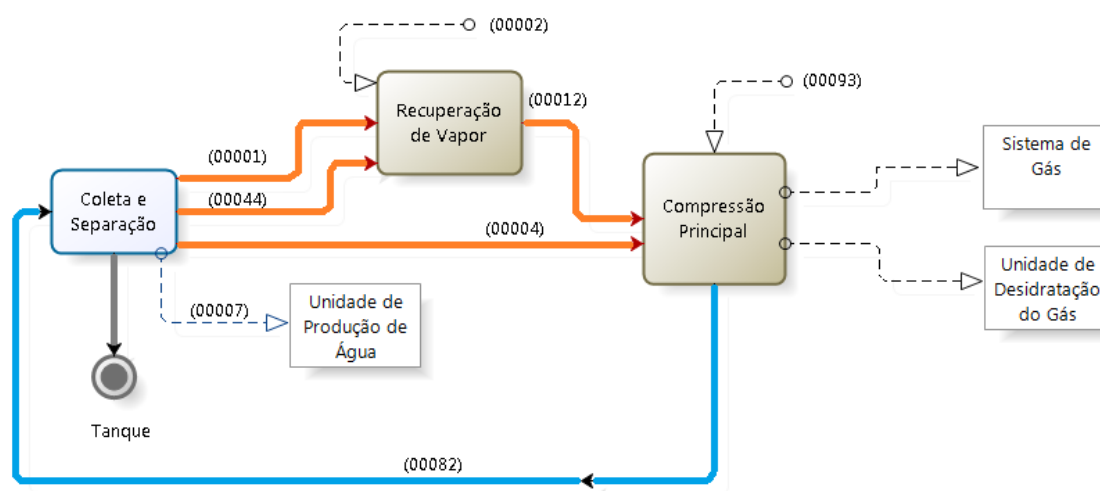 (00002)
Recuperação
de Vapor
(00012)
(00093)
Sistema de
Gás
(00001)
(00044)
Coleta e
Separação
(00004)
Compressão
Principal
Unidade de
Desidratação
do Gás
(00007)
Unidade de
Produção de
Água
Tanque
(00082)